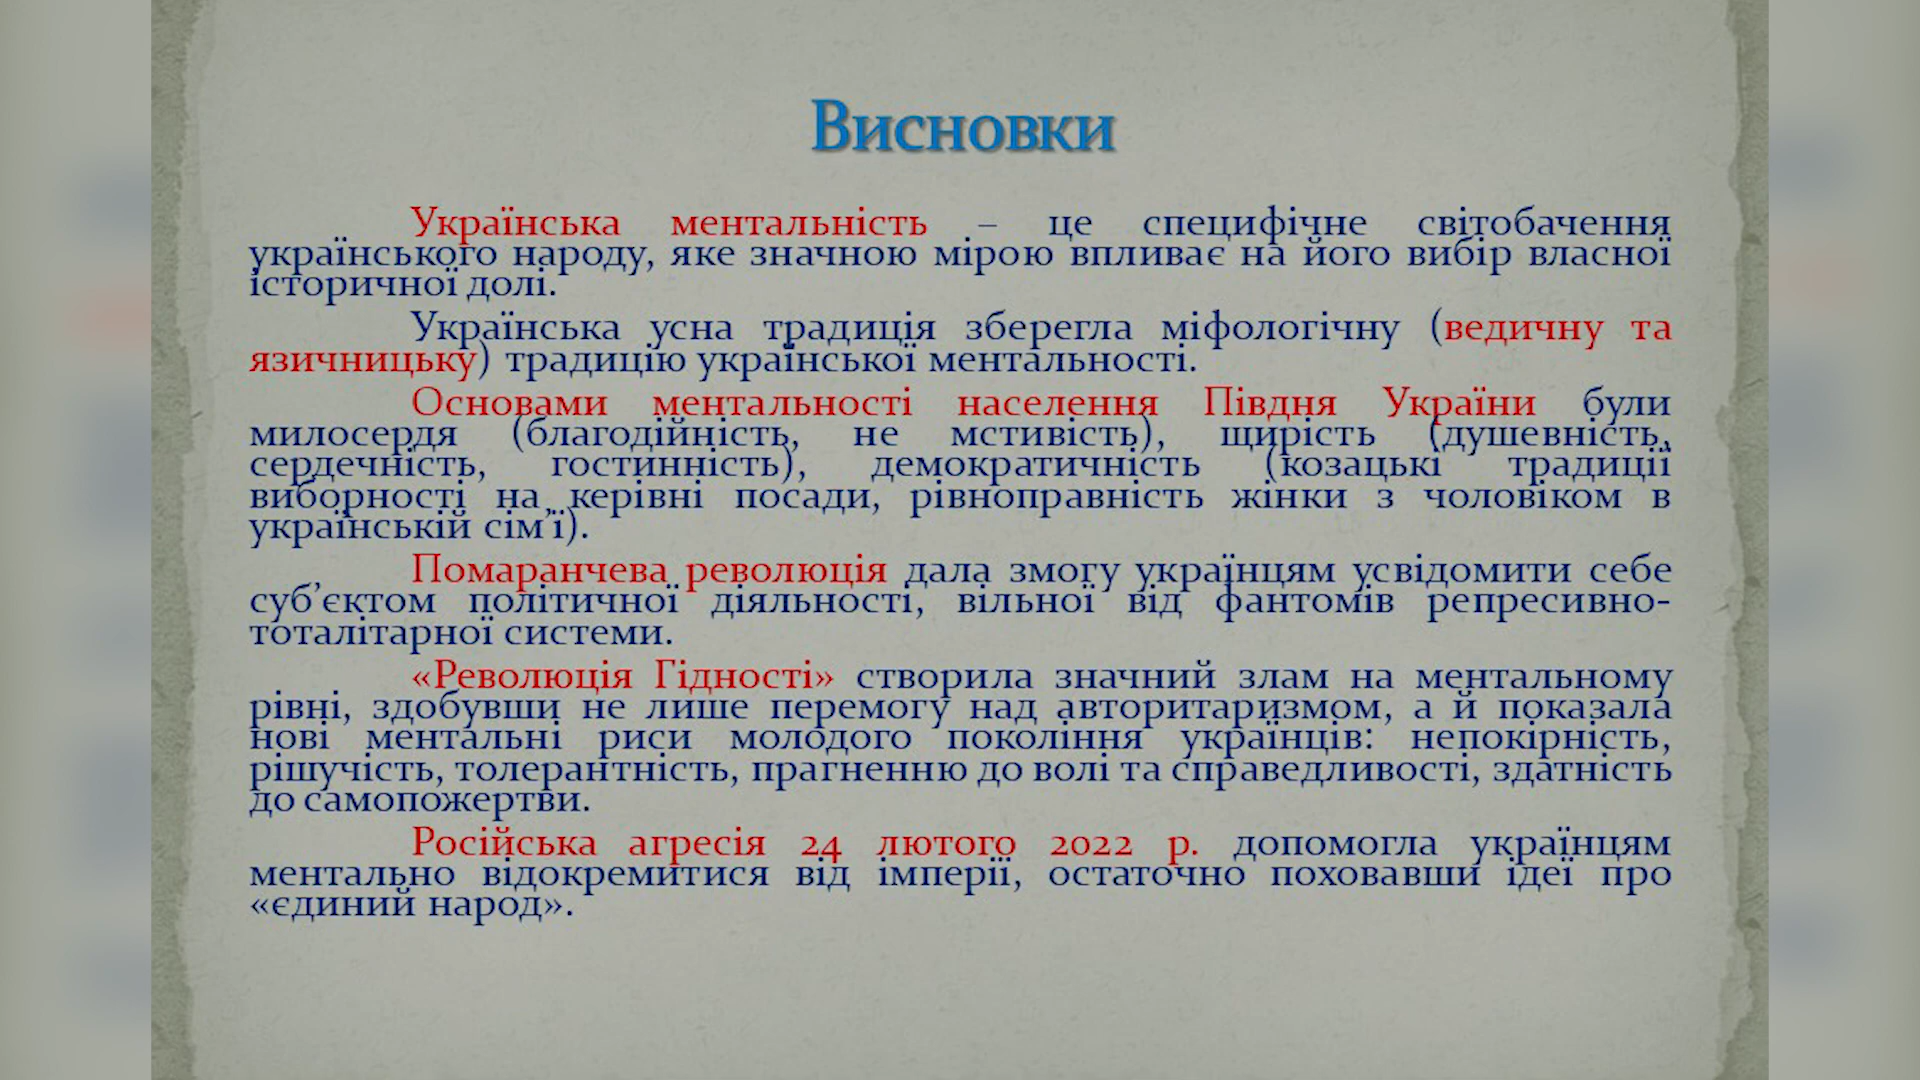 Висновки
Українська ментальність – це специфічне світобачення
українського народу, яке значною мірою впливає на його вибір власної
історичної долі.
Українська усна традиція зберегла міфологічну (ведичну та
язичницьку) традицію української ментальності.
Основами ментальності населення Півдня України були
милосердя (благодійність, не мстивість), щирість (душевність,
сердечність, гостинність), демократичність (козацькі традиції
виборності на керівні посади, рівноправність жінки з чоловіком в
українській сім'ї).
Помаранчева революція дала змогу українцям усвідомити себе
суб’єктом політичної діяльності, вільної від фантомів репресивно-
тоталітарної системи.
«Революція Гідності» створила значний злам на ментальному
рівні, здобувши не лише перемогу над авторитаризмом, а й показала
нові ментальні риси молодого покоління українців: непокірність,
рішучість, толерантність, прагненню до волі та справедливості, здатність
до самопожертви.
Російська агресія 24 лютого 2022 р. допомогла українцям
ментально відокремитися від імперії, остаточно поховавши ідеї про
«єдиний народ».